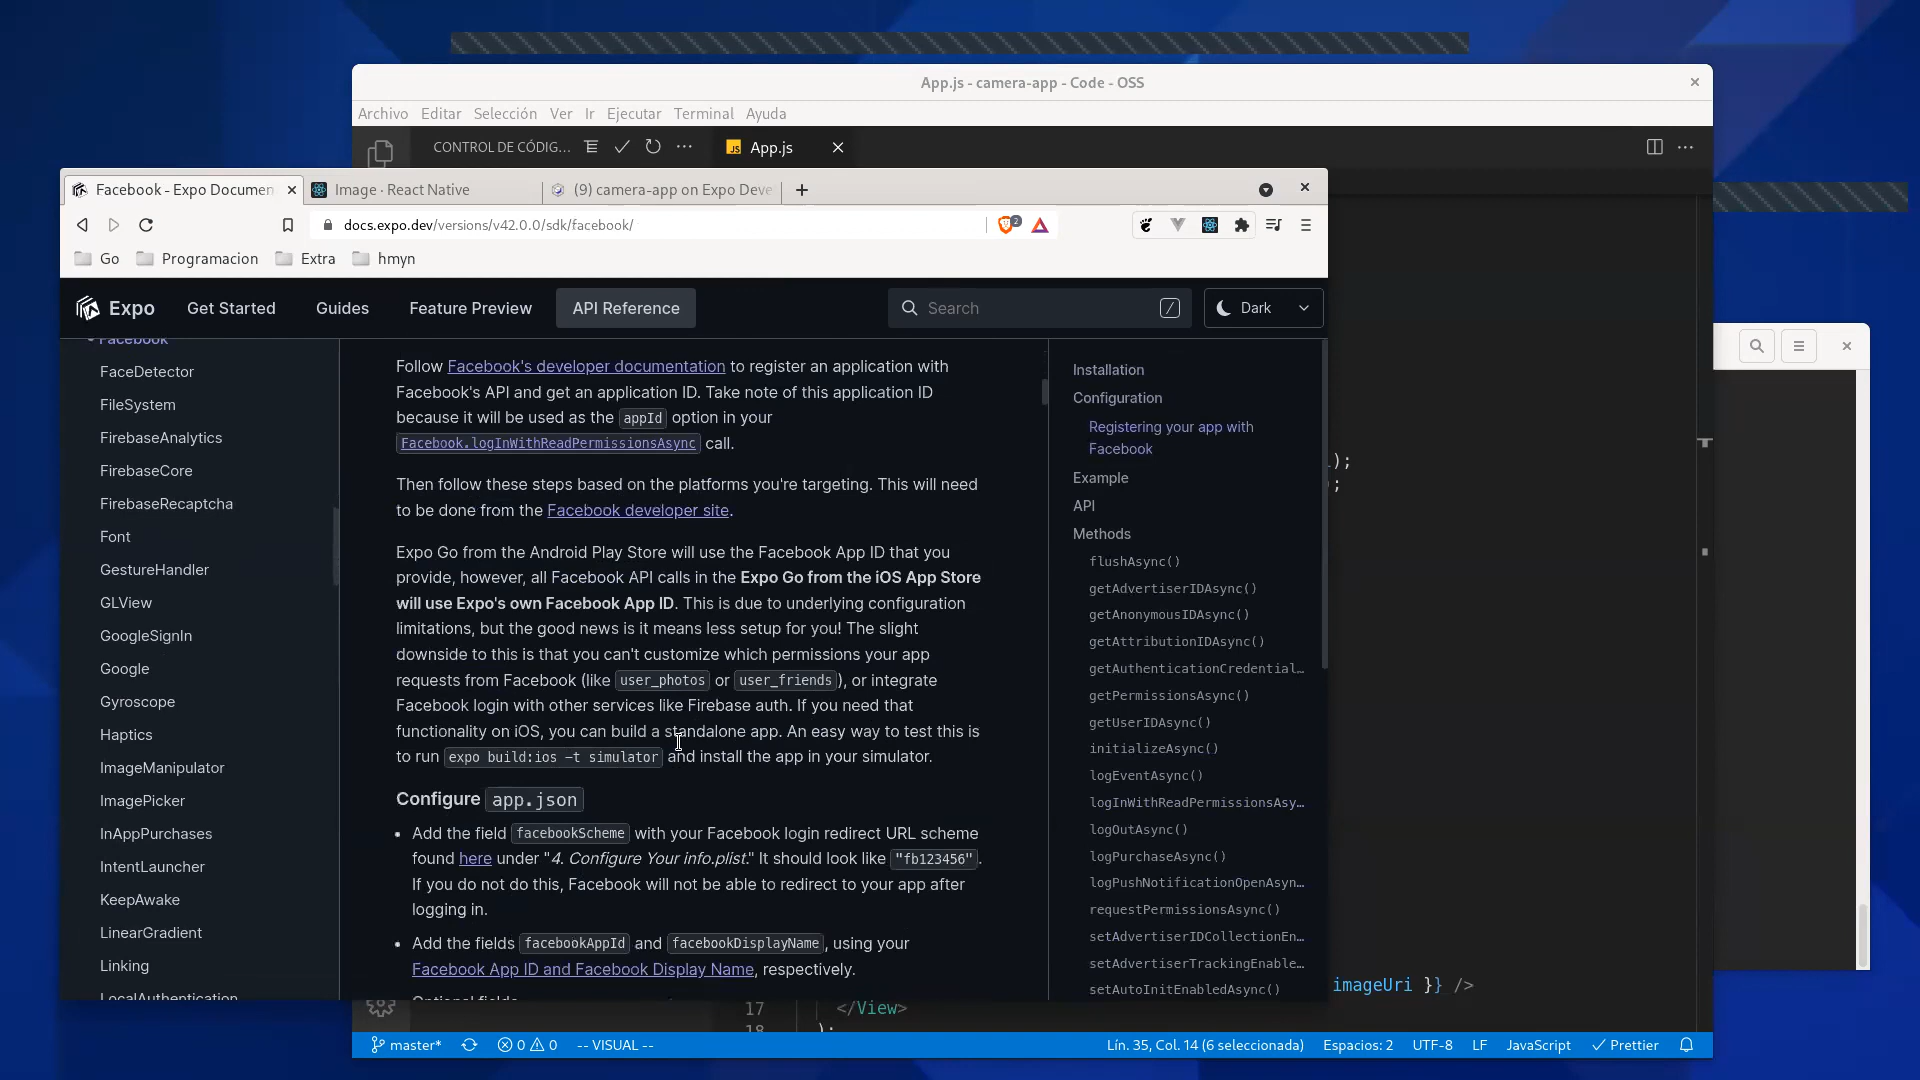 App.js - camera-app - Code - OSS
Archivo Editar Selección Ver Ir Ejecutar Terminal Ayuda
CONTROL DE CÓDIG... App.js
Facebook - Expo Documen Image · React Native (9) camera-app on Expo Deve
docs.expo.dev/versions/v42.0.0/sdk/facebook/
2
Go Programacion Extra hmyn
Expo Get Started Guides Feature Preview API Reference Search / Dark
Facebook
FaceDetector
FileSystem
FirebaseAnalytics
FirebaseCore
FirebaseRecaptcha
Font
GestureHandler
GLView
GoogleSignIn
Google
Gyroscope
Haptics
ImageManipulator
ImagePicker
InAppPurchases
IntentLauncher
KeepAwake
LinearGradient
Linking
LocalAuthentication
Follow Facebook's developer documentation to register an application with
Facebook's API and get an application ID. Take note of this application ID
because it will be used as the appId option in your
Facebook.logInWithReadPermissionsAsync call.
Then follow these steps based on the platforms you're targeting. This will need
to be done from the Facebook developer site.
Expo Go from the Android Play Store will use the Facebook App ID that you
provide, however, all Facebook API calls in the Expo Go from the iOS App Store
will use Expo's own Facebook App ID. This is due to underlying configuration
limitations, but the good news is it means less setup for you! The slight
downside to this is that you can't customize which permissions your app
requests from Facebook (like user_photos or user_friends), or integrate
Facebook login with other services like Firebase auth. If you need that
functionality on iOS, you can build a standalone app. An easy way to test this is
to run expo build:ios -t simulator and install the app in your simulator.
Configure app.json
• Add the field facebookScheme with your Facebook login redirect URL scheme
found here under "4. Configure Your info.plist." It should look like "fb123456".
If you do not do this, Facebook will not be able to redirect to your app after
logging in.
• Add the fields facebookAppId and facebookDisplayName, using your
Facebook App ID and Facebook Display Name, respectively.
Optional fields
Installation
Configuration
Registering your app with
Facebook
Example
API
Methods
flushAsync()
getAdvertiserIDAsync()
getAnonymousIDAsync()
getAttributionIDAsync()
getAuthenticationCredential…
getPermissionsAsync()
getUserIDAsync()
initializeAsync()
logEventAsync()
logInWithReadPermissionsAsy…
logOutAsync()
logPurchaseAsync()
logPushNotificationOpenAsyn…
requestPermissionsAsync()
setAdvertiserIDCollectionEn…
setAdvertiserTrackingEnable…
setAutoInitEnabledAsync()
);
;
imageUri }} />
17 </View>
18 );
master* 0 0 -- VISUAL -- Lín. 35, Col. 14 (6 seleccionada) Espacios: 2 UTF-8 LF JavaScript Prettier